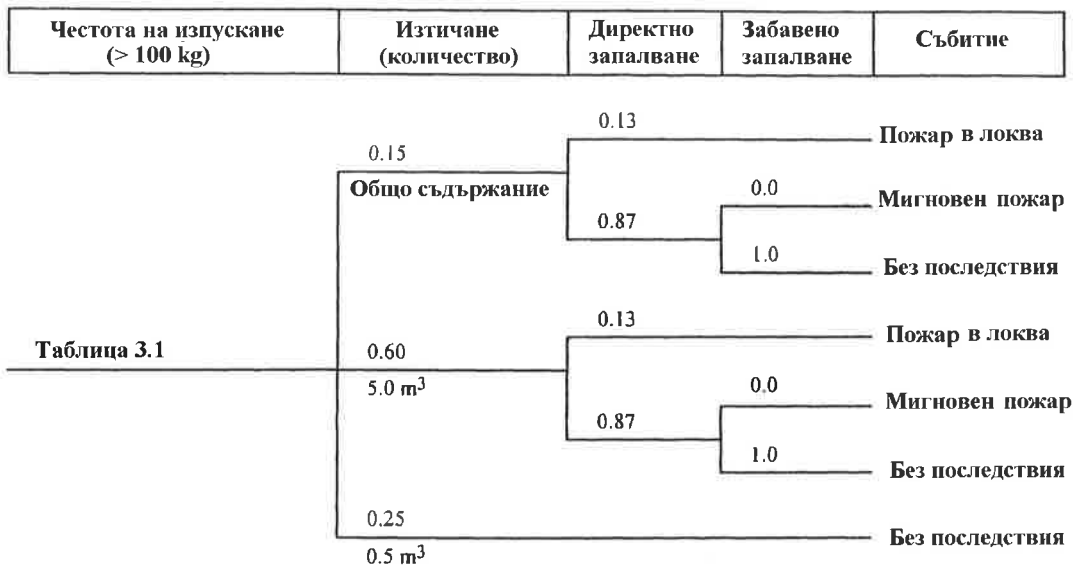 Честота на изпускане
(> 100 kg)
Изтичане
(количество)
Директно
запалване
Забавено
запалване
Събитие
0.13
Пожар в локва
0.15
Общо съдържание
0.0
Мигновен пожар
0.87
1.0
Без последствия
0.13
Пожар в локва
Таблица 3.1
0.60
5.0 m³
0.0
Мигновен пожар
0.87
1.0
Без последствия
0.25
0.5 m³
Без последствия